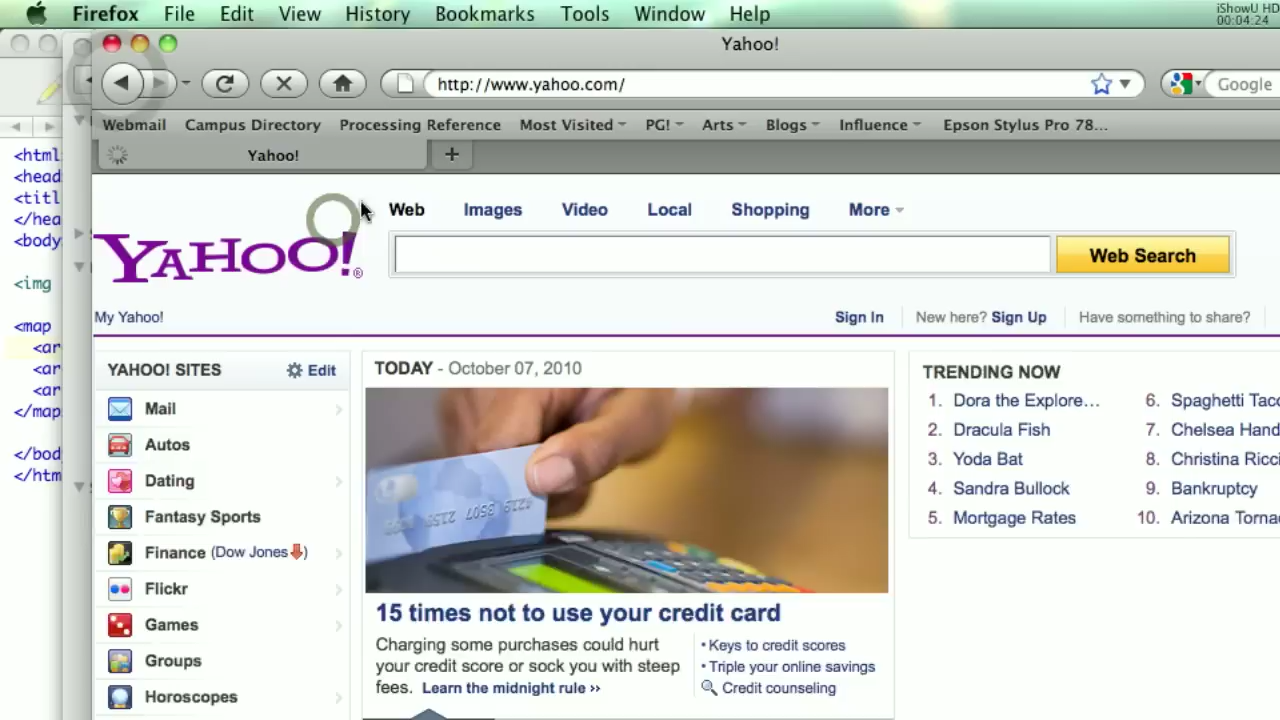 Firefox File Edit View History Bookmarks Tools Window Help
iShowU HD
00:04:24
Yahoo!
http://www.yahoo.com/
Google
Webmail Campus Directory Processing Reference Most Visited PG! Arts Blogs Influence Epson Stylus Pro 78...
Yahoo!
<html
<head
<titl
</hea
<body
<img
<map
<ar
<ar
<ar
</map
</bod
</htm
Web Images Video Local Shopping More
YAHOO!®
Web Search
My Yahoo!
Sign In New here? Sign Up Have something to share?
YAHOO! SITES Edit
Mail
Autos
Dating
Fantasy Sports
Finance (Dow Jones)
Flickr
Games
Groups
Horoscopes
TODAY - October 07, 2010
15 times not to use your credit card
Charging some purchases could hurt
your credit score or sock you with steep
fees. Learn the midnight rule ››
• Keys to credit scores
• Triple your online savings
Credit counseling
TRENDING NOW
1. Dora the Explore...
2. Dracula Fish
3. Yoda Bat
4. Sandra Bullock
5. Mortgage Rates
6. Spaghetti Taco
7. Chelsea Hand
8. Christina Ricci
9. Bankruptcy
10. Arizona Torna